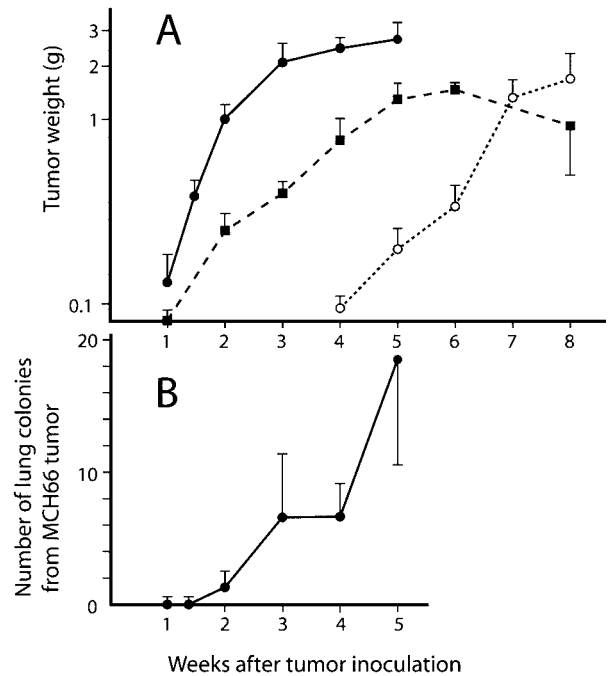 A
Tumor weight (g)
3
2
1
0.1
1 2 3 4 5 6 7 8
B
Number of lung colonies
from MCH66 tumor
20
10
0
1 2 3 4 5
Weeks after tumor inoculation